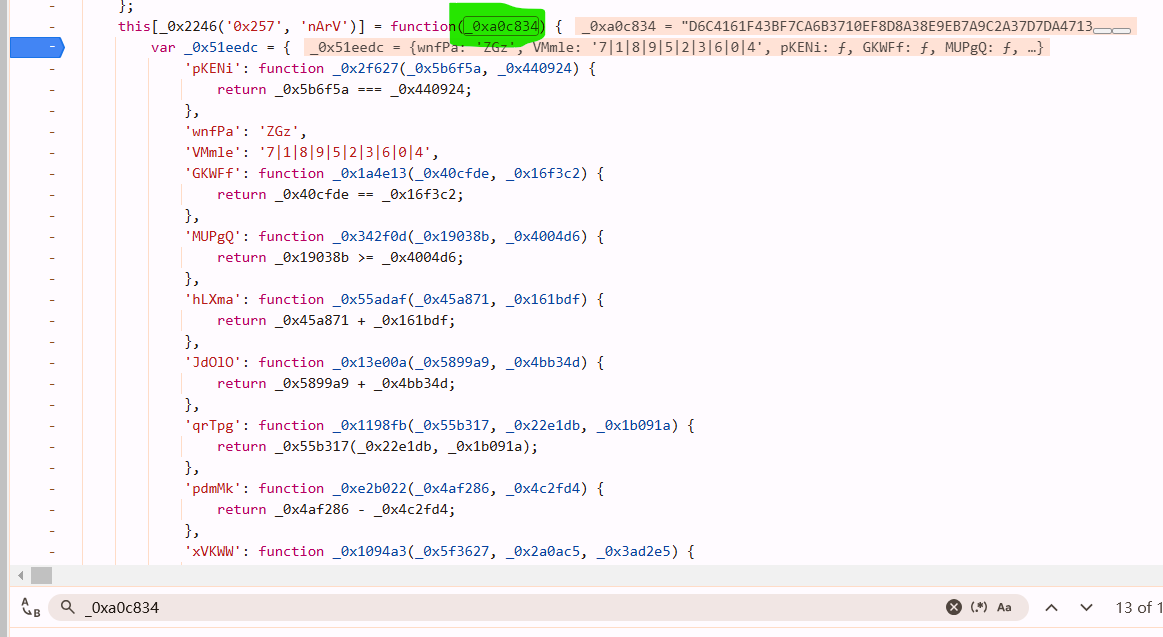 };
this[_0x2246('0x257', 'nArV')] = function(_0xa0c834) { _0xa0c834 = "D6C4161F43BF7CA6B3710EF8D8A38E9EB7A9C2A37D7DA4713
var _0x51eedc = { _0x51eedc = {wnfPa: 'ZGz', VMmle: '7|1|8|9|5|2|3|6|0|4', pKENi: ƒ, GKWFf: ƒ, MUPgQ: ƒ, …}
'pKENi': function _0x2f627(_0x5b6f5a, _0x440924) {
return _0x5b6f5a === _0x440924;
},
'wnfPa': 'ZGz',
'VMmle': '7|1|8|9|5|2|3|6|0|4',
'GKWFf': function _0x1a4e13(_0x40cfde, _0x16f3c2) {
return _0x40cfde == _0x16f3c2;
},
'MUPgQ': function _0x342f0d(_0x19038b, _0x4004d6) {
return _0x19038b >= _0x4004d6;
},
'hLXma': function _0x55adaf(_0x45a871, _0x161bdf) {
return _0x45a871 + _0x161bdf;
},
'JdOlO': function _0x13e00a(_0x5899a9, _0x4bb34d) {
return _0x5899a9 + _0x4bb34d;
},
'qrTpg': function _0x1198fb(_0x55b317, _0x22e1db, _0x1b091a) {
return _0x55b317(_0x22e1db, _0x1b091a);
},
'pdmMk': function _0xe2b022(_0x4af286, _0x4c2fd4) {
return _0x4af286 - _0x4c2fd4;
},
'xVKWW': function _0x1094a3(_0x5f3627, _0x2a0ac5, _0x3ad2e5) {
A B _0xa0c834 (.*) Aa 13 of 1